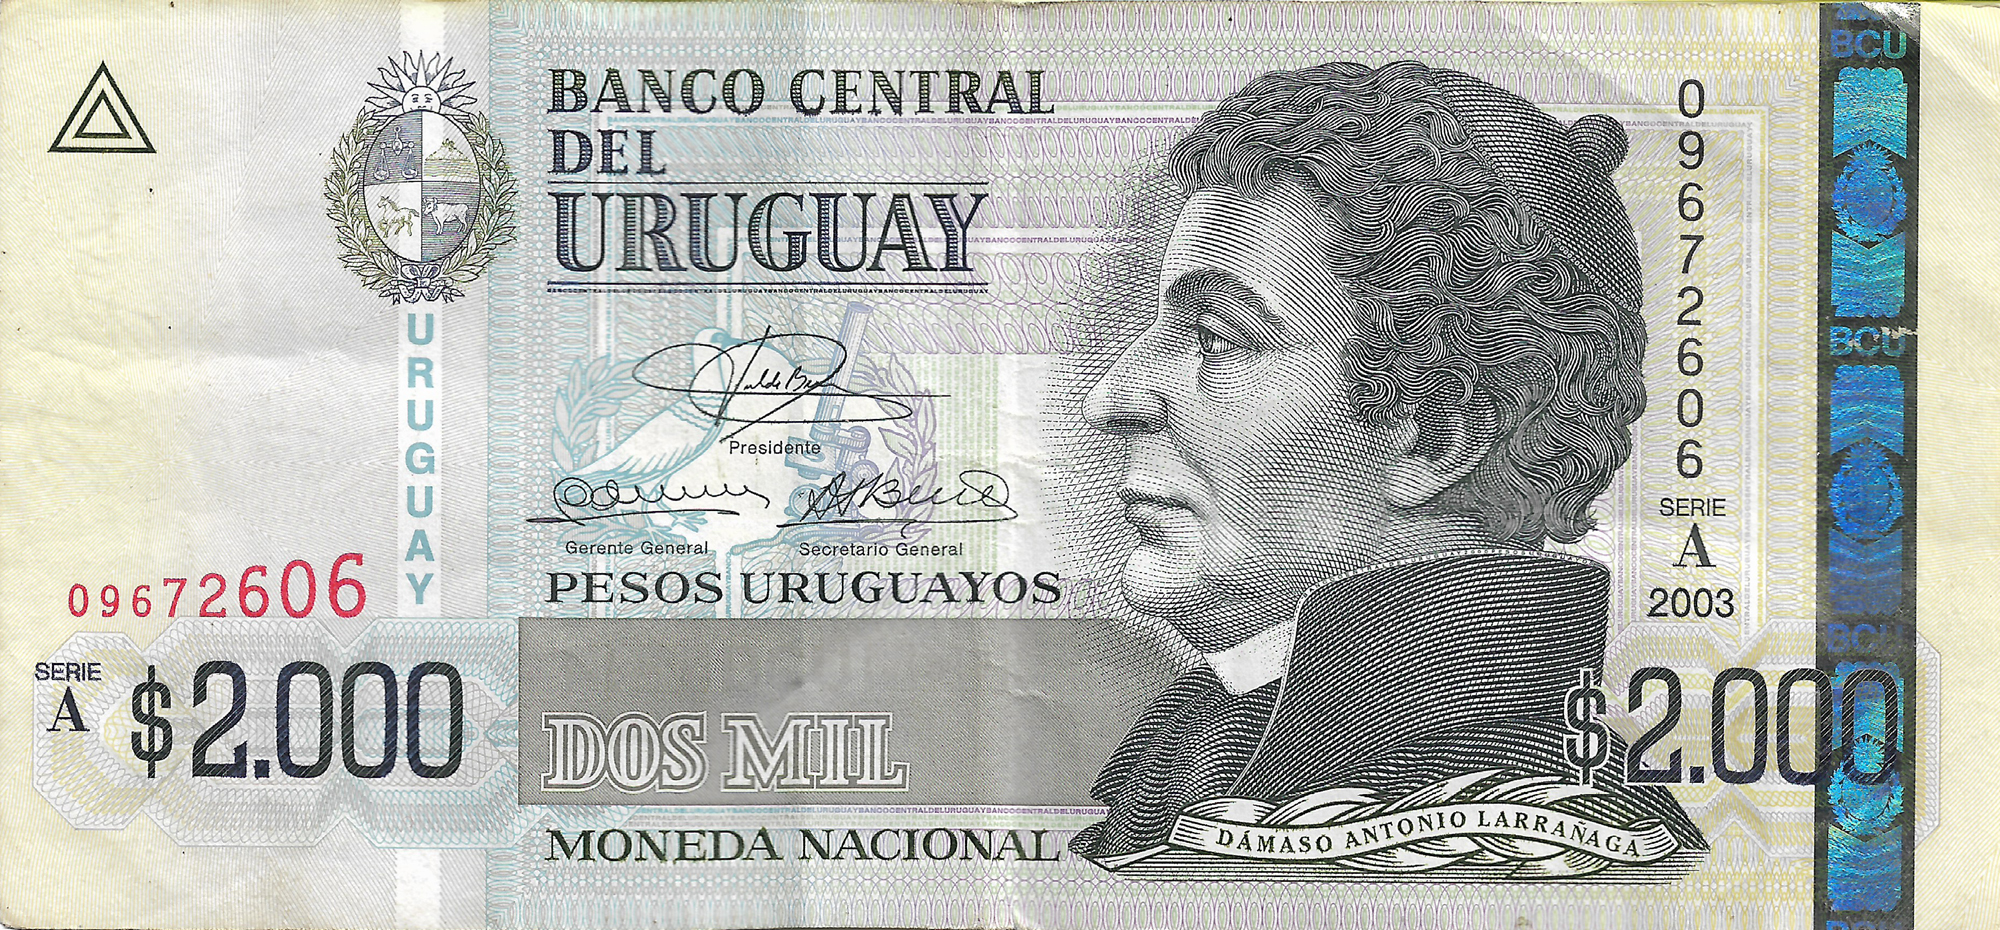 BANCO CENTRAL
DEL
URUGUAY
URUGUAY
Presidente
Gerente General
Secretario General
PESOS URUGUAYOS
09672606
SERIE
A
$2.000
DOS MIL
MONEDA NACIONAL
DÁMASO ANTONIO LARRAÑAGA
09672606
SERIE
A
2003
$2.000
BCU
BCU
BCU